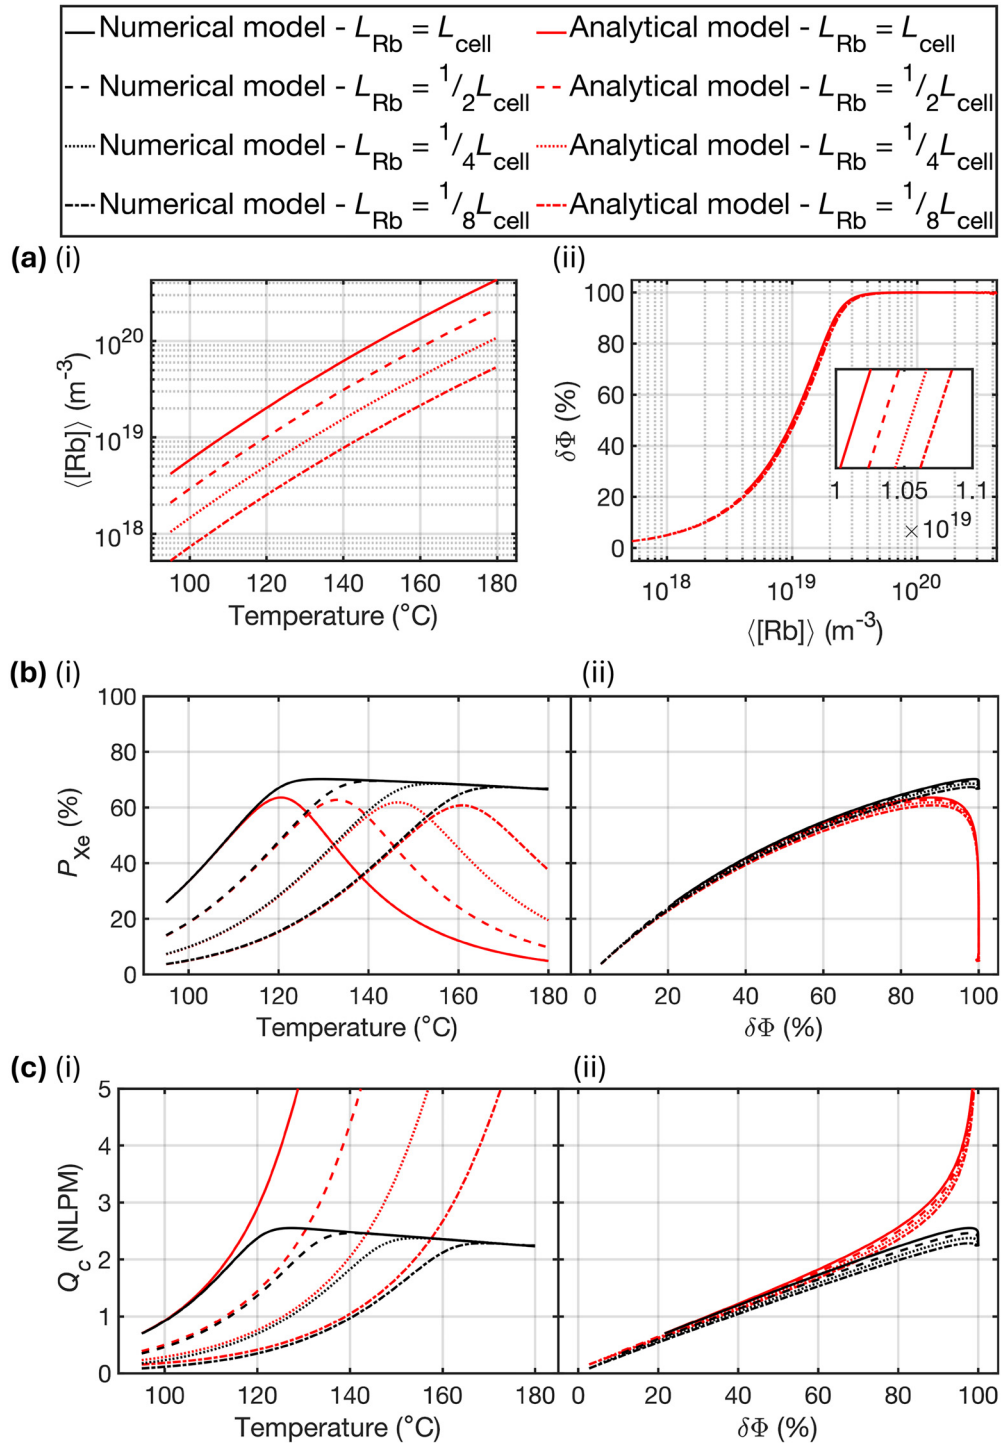 Numerical model - L_Rb = L_cell
Analytical model - L_Rb = L_cell
Numerical model - L_Rb = 1/2 L_cell
Analytical model - L_Rb = 1/2 L_cell
Numerical model - L_Rb = 1/4 L_cell
Analytical model - L_Rb = 1/4 L_cell
Numerical model - L_Rb = 1/8 L_cell
Analytical model - L_Rb = 1/8 L_cell
(a) (i)
10^20
10^19
10^18
⟨[Rb]⟩ (m^-3)
100 120 140 160 180
Temperature (°C)
(ii)
100
80
60
40
20
0
δΦ (%)
1 1.05 1.1
×10^19
10^18 10^19 10^20
⟨[Rb]⟩ (m^-3)
(b) (i)
100
80
60
40
20
0
P_Xe (%)
100 120 140 160 180
Temperature (°C)
(ii)
0 20 40 60 80 100
δΦ (%)
(c) (i)
5
4
3
2
1
0
Q_c (NLPM)
100 120 140 160 180
Temperature (°C)
(ii)
0 20 40 60 80 100
δΦ (%)